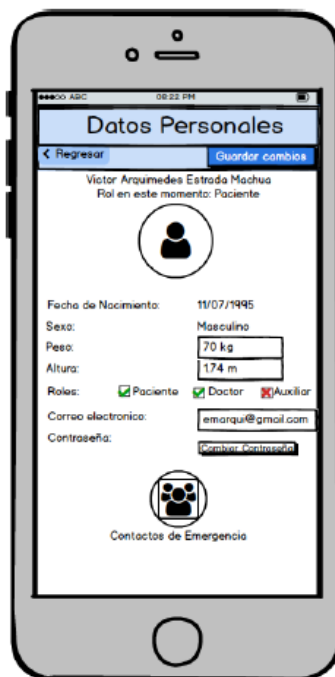 ABC 08:22 PM
Datos Personales
< Regresar Guardar cambios
Victor Arquimedes Estrada Machua
Rol en este momento: Paciente
Fecha de Nacimiento: 11/07/1995
Sexo: Masculino
Peso: 70 kg
Altura: 1.74 m
Roles: Paciente Doctor Auxiliar
Correo electronico: emarqui@gmail.com
Contraseña: Cambiar Contraseña
Contactos de Emergencia